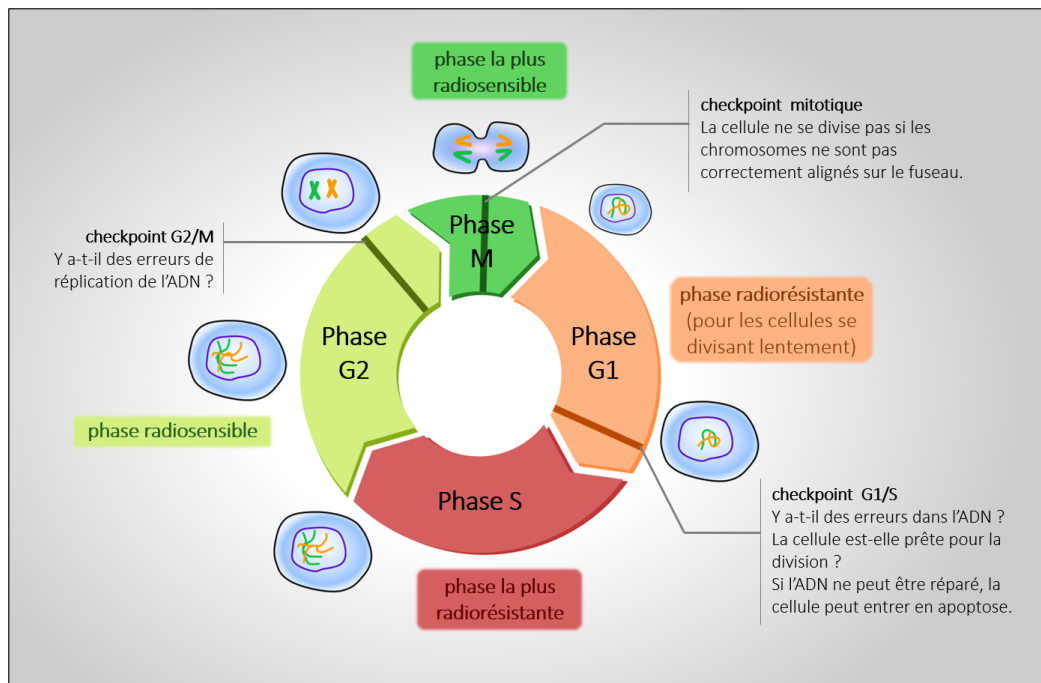 phase la plus
radiosensible
checkpoint mitotique
La cellule ne se divise pas si les
chromosomes ne sont pas
correctement alignés sur le fuseau.
Phase
M
checkpoint G2/M
Y a-t-il des erreurs de
réplication de l'ADN ?
phase radiorésistante
(pour les cellules se
divisant lentement)
Phase
G2
Phase
G1
phase radiosensible
Phase S
checkpoint G1/S
Y a-t-il des erreurs dans l'ADN ?
La cellule est-elle prête pour la
division ?
Si l'ADN ne peut être réparé, la
cellule peut entrer en apoptose.
phase la plus
radiorésistante